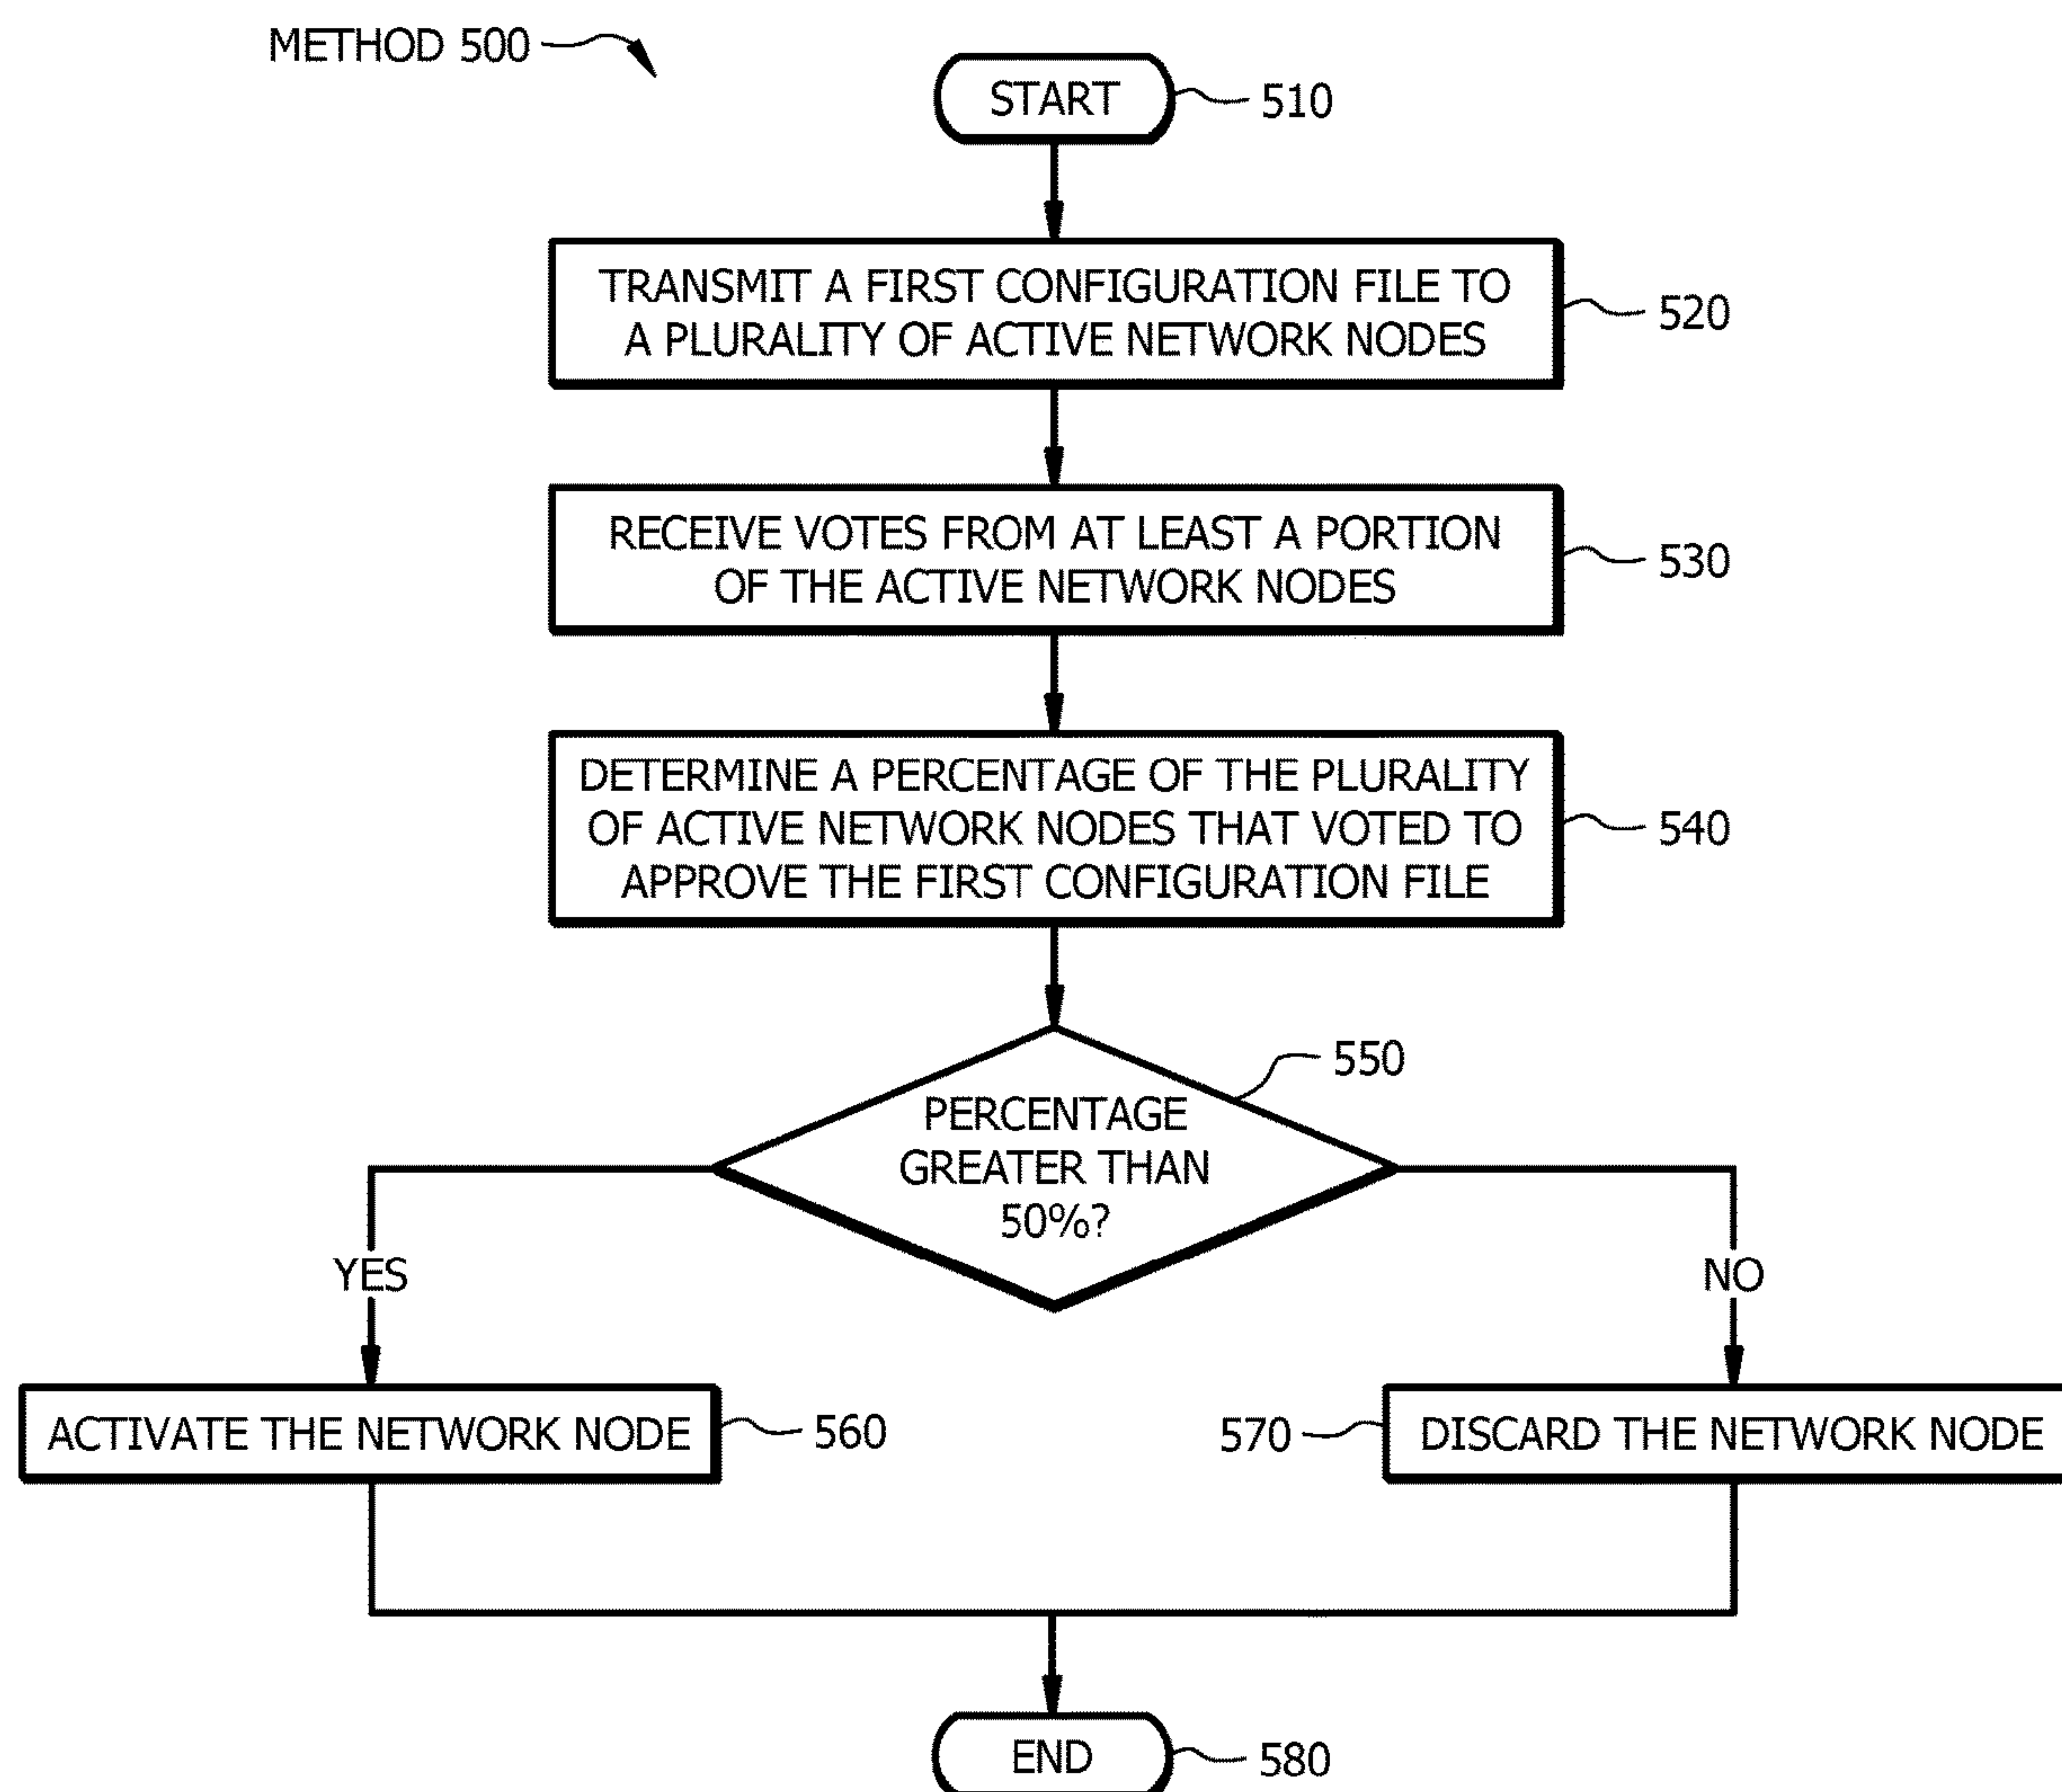 METHOD 500
START
510
TRANSMIT A FIRST CONFIGURATION FILE TO
A PLURALITY OF ACTIVE NETWORK NODES
520
RECEIVE VOTES FROM AT LEAST A PORTION
OF THE ACTIVE NETWORK NODES
530
DETERMINE A PERCENTAGE OF THE PLURALITY
OF ACTIVE NETWORK NODES THAT VOTED TO
APPROVE THE FIRST CONFIGURATION FILE
540
550
PERCENTAGE
GREATER THAN
50%?
YES
NO
ACTIVATE THE NETWORK NODE
560
570
DISCARD THE NETWORK NODE
END
580